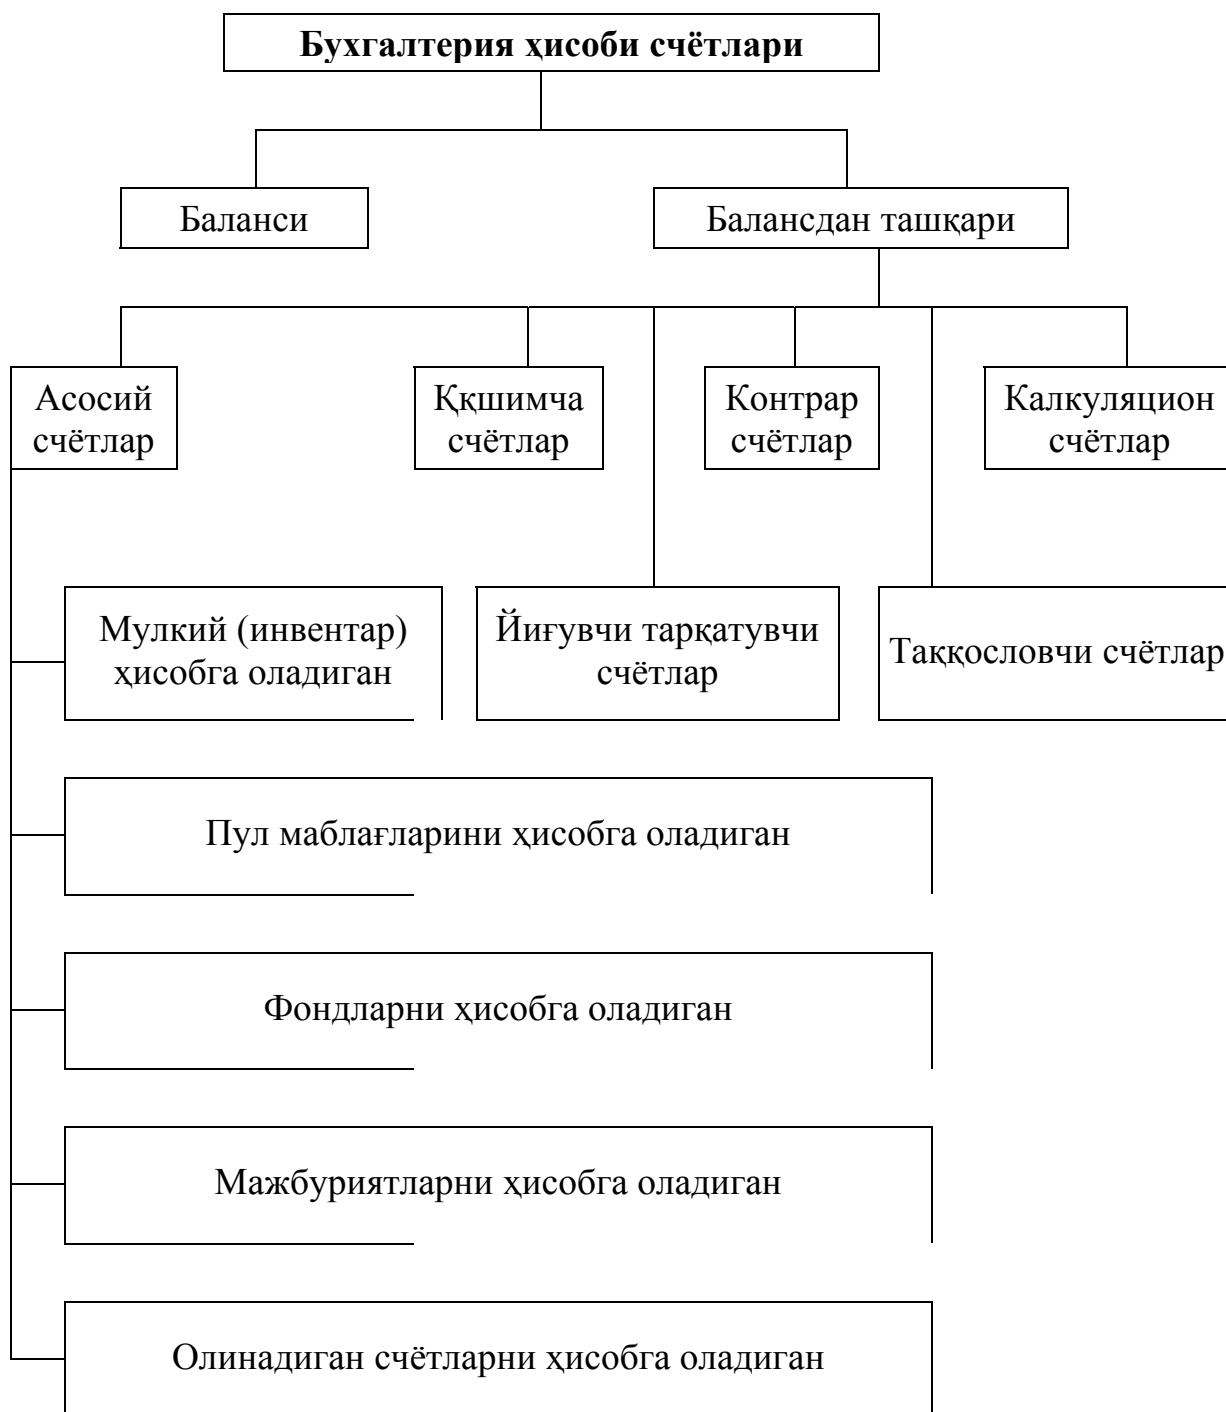 Бухгалтерия ҳисоби счётлари
Баланси
Балансдан ташқари
Асосий
счётлар
Ққшимча
счётлар
Контрар
счётлар
Калкуляцион
счётлар
Мулкий (инвентар)
ҳисобга оладиган
Йиғувчи тарқатувчи
счётлар
Таққословчи счётлар
Пул маблағларини ҳисобга оладиган
Фондларни ҳисобга оладиган
Мажбуриятларни ҳисобга оладиган
Олинадиган счётларни ҳисобга оладиган